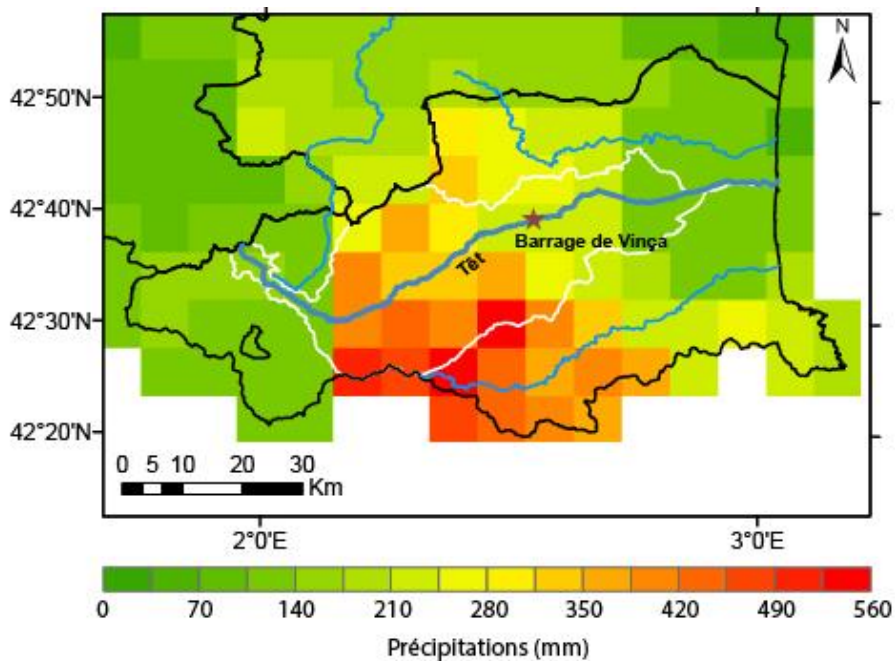 N
42°50'N
42°40'N
Barrage de Vinça
Têt
42°30'N
42°20'N
0 5 10 20 30
Km
2°0'E 3°0'E
0 70 140 210 280 350 420 490 560
Précipitations (mm)